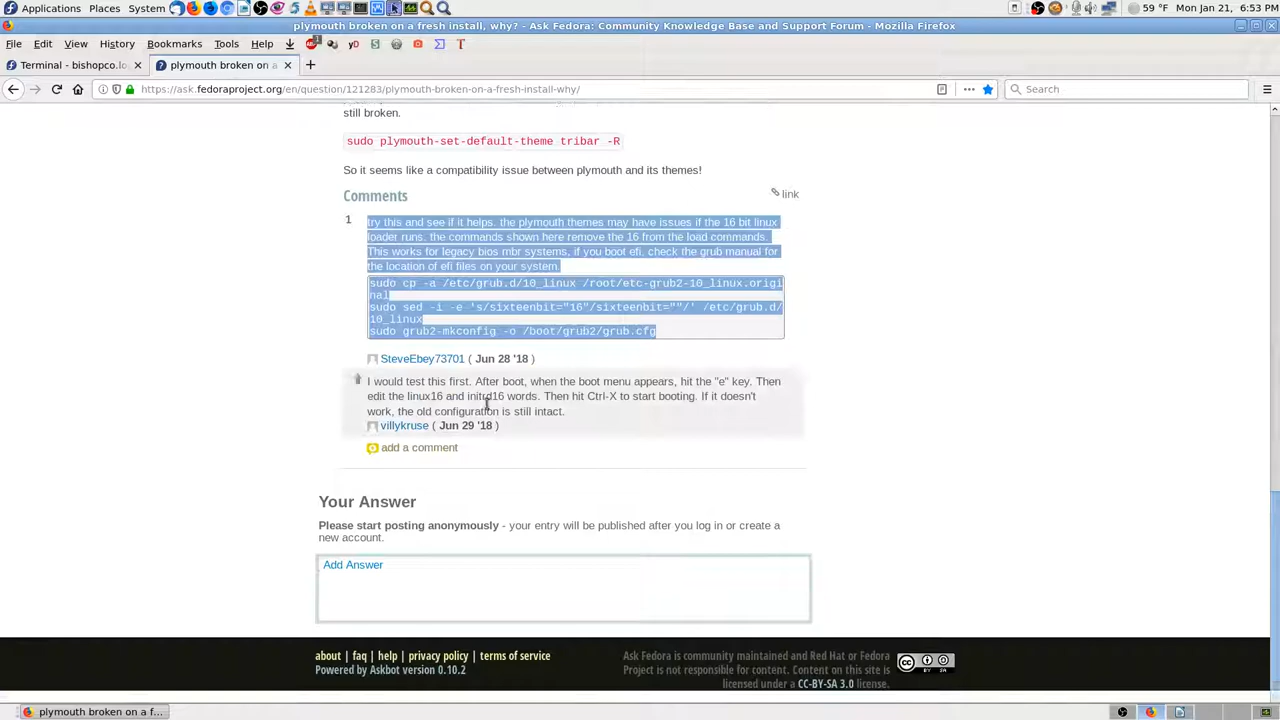 Applications Places System 59 °F Mon Jan 21, 6:53 PM
plymouth broken on a fresh install, why? - Ask Fedora: Community Knowledge Base and Support Forum - Mozilla Firefox
File Edit View History Bookmarks Tools Help
Terminal - bishopco.lo
plymouth broken on a
https://ask.fedoraproject.org/en/question/121283/plymouth-broken-on-a-fresh-install-why/
Search
still broken.
sudo plymouth-set-default-theme tribar -R
So it seems like a compatibility issue between plymouth and its themes!
Comments
link
1
try this and see if it helps. the plymouth themes may have issues if the 16 bit linux
loader runs. the commands shown here remove the 16 from the load commands.
This works for legacy bios mbr systems, if you boot efi, check the grub manual for
the location of efi files on your system.
sudo cp -a /etc/grub.d/10_linux /root/etc-grub2-10_linux.origi
nal
sudo sed -i -e 's/sixteenbit="16"/sixteenbit=""/' /etc/grub.d/
10_linux
sudo grub2-mkconfig -o /boot/grub2/grub.cfg
SteveEbey73701 ( Jun 28 '18 )
I would test this first. After boot, when the boot menu appears, hit the "e" key. Then
edit the linux16 and initrd16 words. Then hit Ctrl-X to start booting. If it doesn't
work, the old configuration is still intact.
villykruse ( Jun 29 '18 )
add a comment
Your Answer
Please start posting anonymously - your entry will be published after you log in or create a
new account.
Add Answer
about | faq | help | privacy policy | terms of service
Powered by Askbot version 0.10.2
Ask Fedora is community maintained and Red Hat or Fedora
Project is not responsible for content. Content on this site is
licensed under a CC-BY-SA 3.0 license.
plymouth broken on a f...